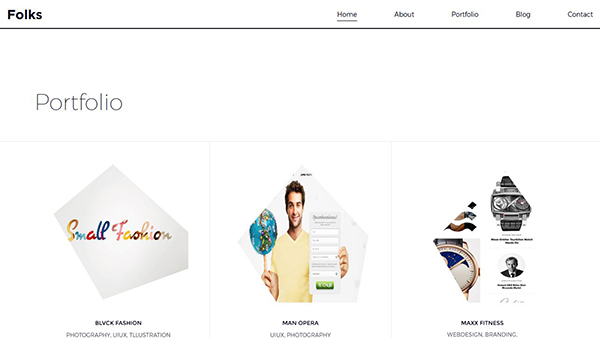 Folks
Home About Portfolio Blog Contact
Portfolio
Small Fashion
BLVCK FASHION
PHOTOGRAPHY, UIUX, TLLUSTRATION
MAN OPERA
UIUX, PHOTOGRAPHY
MAXX FITNESS
WEBDESIGN, BRANDING,